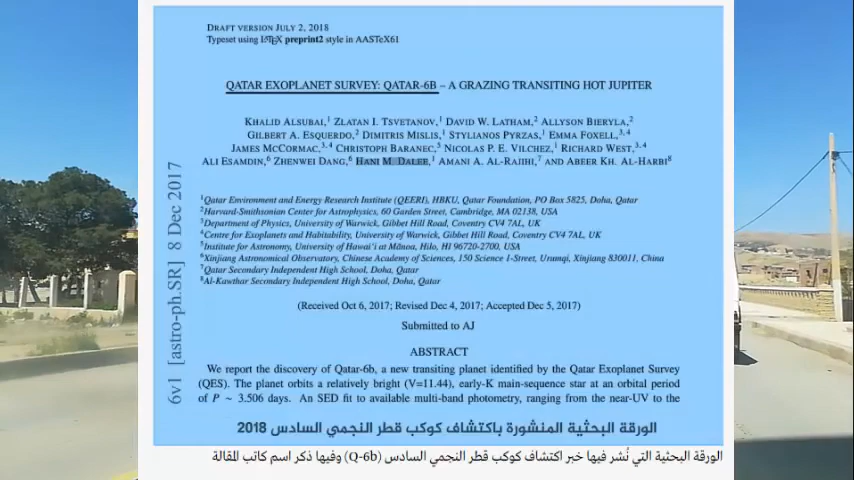 DRAFT VERSION JULY 2, 2018
Typeset using LATEX preprint2 style in AASTeX61
QATAR EXOPLANET SURVEY: QATAR-6B – A GRAZING TRANSITING HOT JUPITER
KHALID ALSUBAI,1 ZLATAN I. TSVETANOV,1 DAVID W. LATHAM,2 ALLYSON BIERYLA,2
GILBERT A. ESQUERDO,2 DIMITRIS MISLIS,1 STYLIANOS PYRZAS,1 EMMA FOXELL,3,4
JAMES MCCORMAC,3,4 CHRISTOPH BARANEC,5 NICOLAS P. E. VILCHEZ,1 RICHARD WEST,3,4
ALI ESAMDIN,6 ZHENWEI DANG,6 HANI M. DALEE,1 AMANI A. AL-RAJIHI,7 AND ABEER KH. AL-HARBI8
1Qatar Environment and Energy Research Institute (QEERI), HBKU, Qatar Foundation, PO Box 5825, Doha, Qatar
2Harvard-Smithsonian Center for Astrophysics, 60 Garden Street, Cambridge, MA 02138, USA
3Department of Physics, University of Warwick, Gibbet Hill Road, Coventry CV4 7AL, UK
4Centre for Exoplanets and Habitability, University of Warwick, Gibbet Hill Road, Coventry CV4 7AL, UK
5Institute for Astronomy, University of Hawai'i at Mānoa, Hilo, HI 96720-2700, USA
6Xinjiang Astronomical Observatory, Chinese Academy of Sciences, 150 Science 1-Street, Urumqi, Xinjiang 830011, China
7Qatar Secondary Independent High School, Doha, Qatar
8Al-Kawthar Secondary Independent High School, Doha, Qatar
(Received Oct 6, 2017; Revised Dec 4, 2017; Accepted Dec 5, 2017)
Submitted to AJ
ABSTRACT
We report the discovery of Qatar-6b, a new transiting planet identified by the Qatar Exoplanet Survey
(QES). The planet orbits a relatively bright (V=11.44), early-K main-sequence star at an orbital period
of P ~ 3.506 days. An SED fit to available multi-band photometry, ranging from the near-UV to the
6v1 [astro-ph.SR] 8 Dec 2017
الورقة البحثية المنشورة باكتشاف كوكب قطر النجمي السادس 2018
الورقة البحثية التي نُشر فيها خبر اكتشاف كوكب قطر النجمي السادس (Q-6b) وفيها ذكر اسم كاتب المقالة